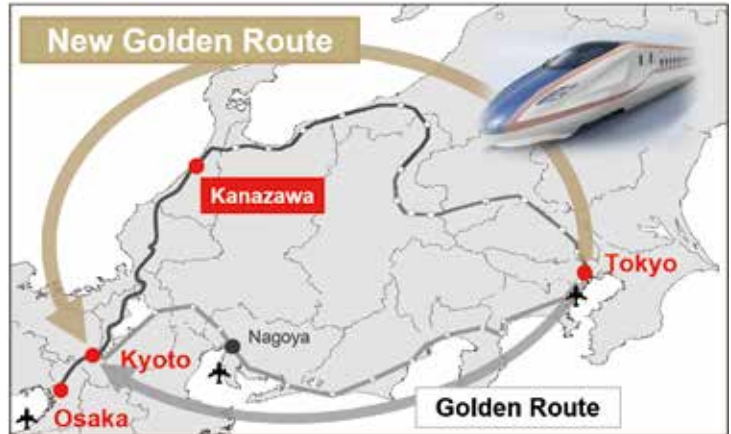 New Golden Route
Kanazawa
Tokyo
Nagoya
Kyoto
Osaka
Golden Route